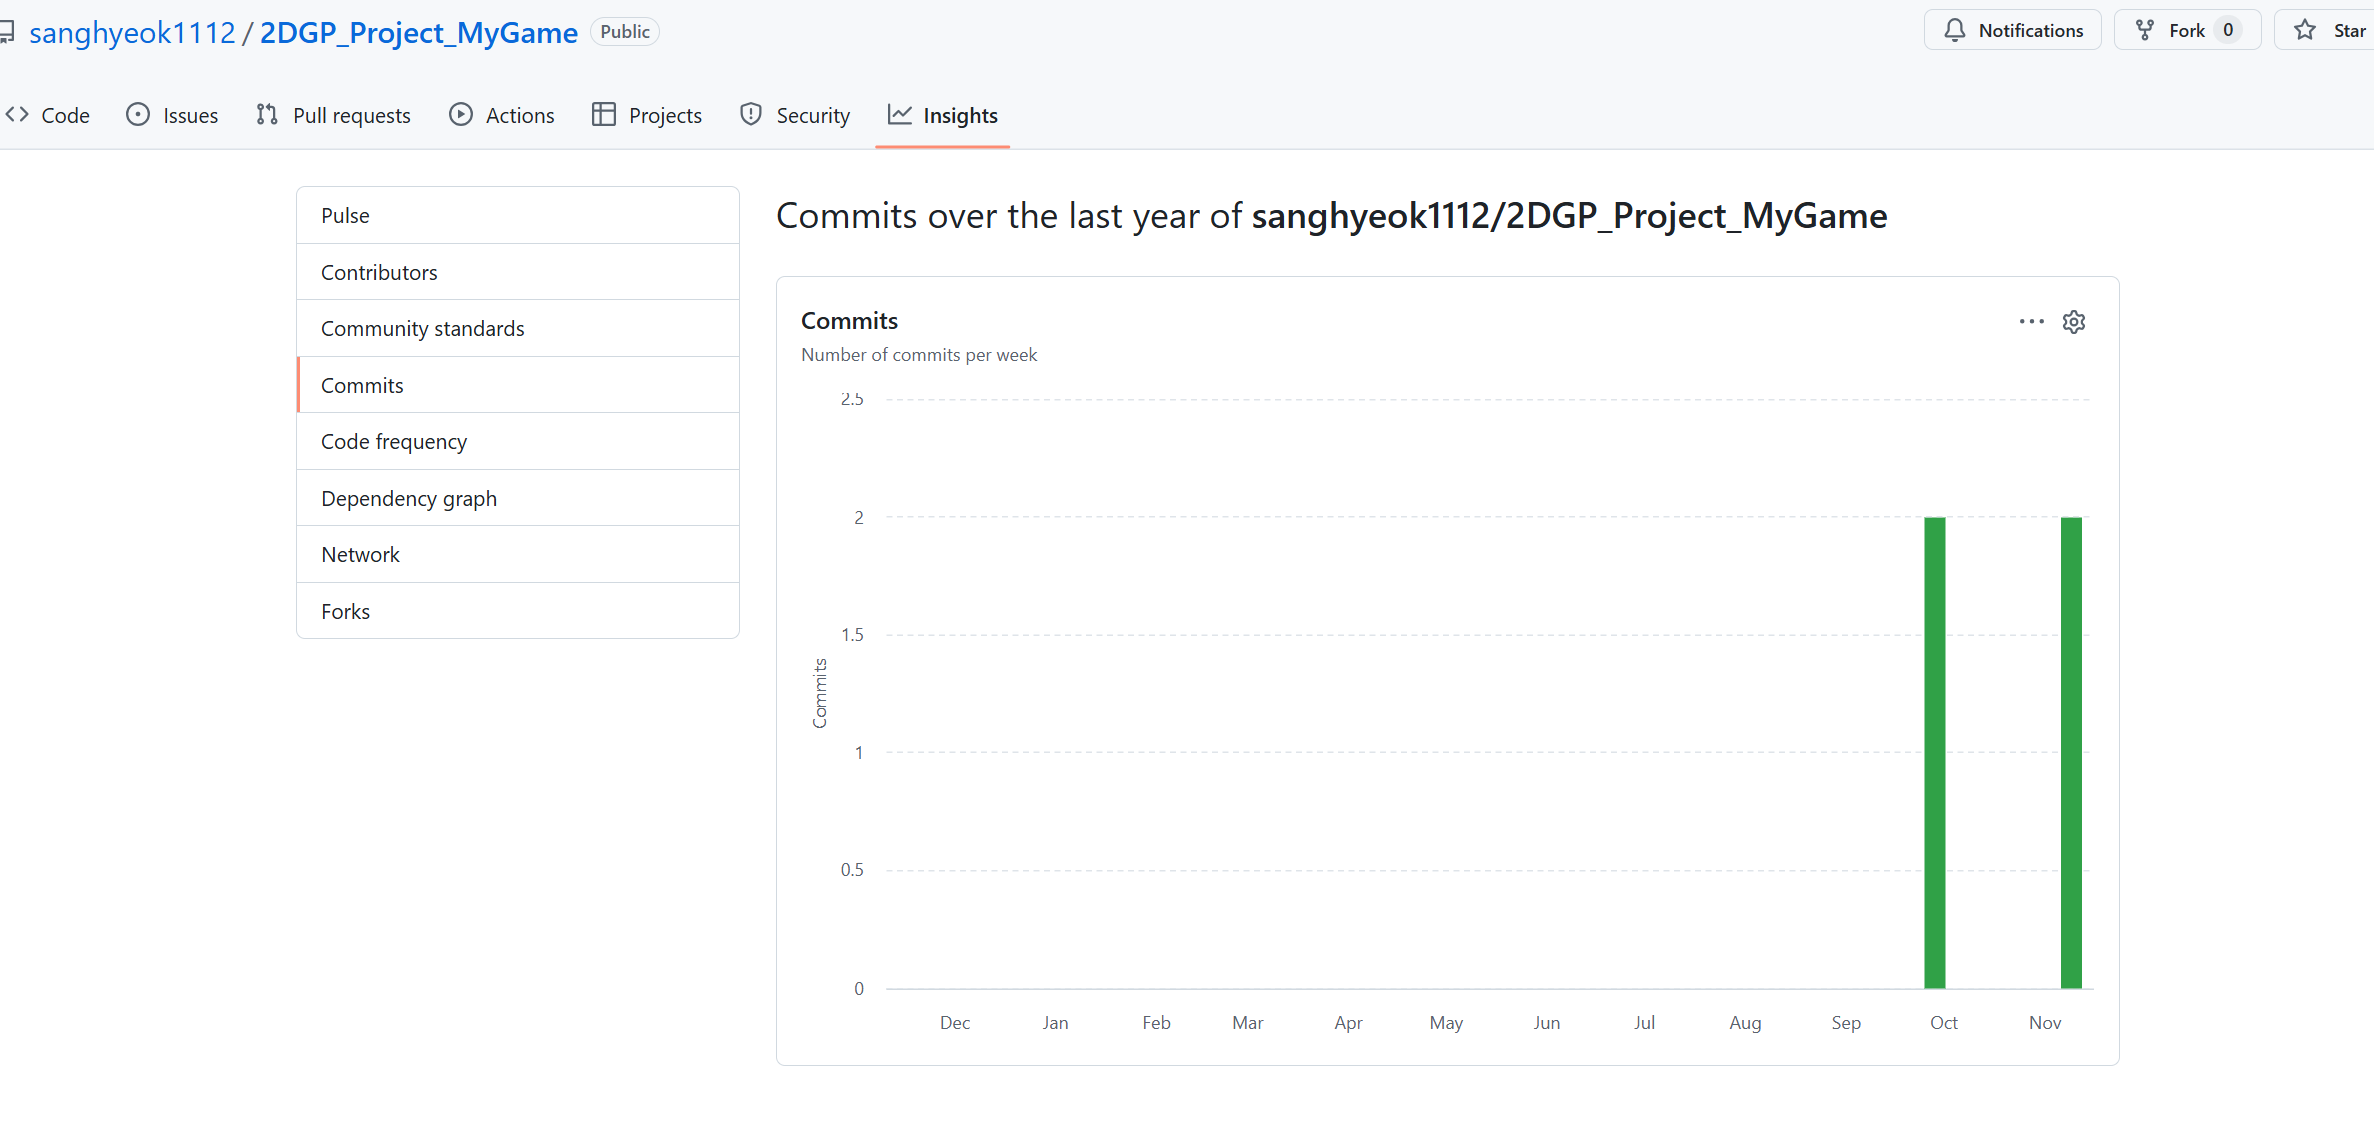 sanghyeok1112 / 2DGP_Project_MyGame Public
Notifications Fork 0 Star
Code Issues Pull requests Actions Projects Security Insights
Pulse
Contributors
Community standards
Commits
Code frequency
Dependency graph
Network
Forks
Commits over the last year of sanghyeok1112/2DGP_Project_MyGame
Commits
Number of commits per week
2.5
2
1.5
1
0.5
0
Commits
Dec Jan Feb Mar Apr May Jun Jul Aug Sep Oct Nov